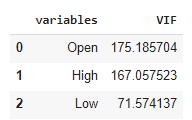 variables VIF
0 Open 175.185704
1 High 167.057523
2 Low 71.574137